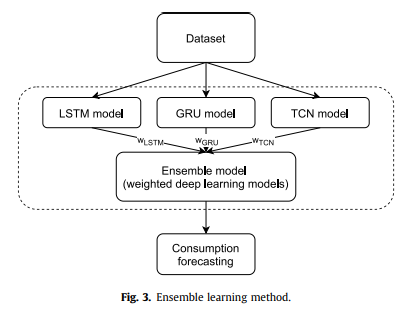 Dataset
LSTM model
GRU model
TCN model
wLSTM
wGRU
wTCN
Ensemble model
(weighted deep learning models)
Consumption
forecasting
Fig. 3. Ensemble learning method.